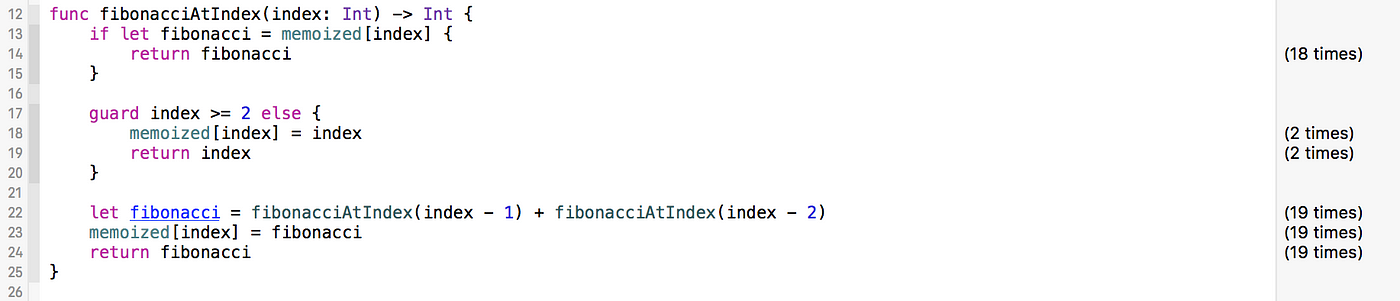 12 func fibonacciAtIndex(index: Int) -> Int {
13     if let fibonacci = memoized[index] {
14         return fibonacci (18 times)
15     }
16
17     guard index >= 2 else {
18         memoized[index] = index (2 times)
19         return index (2 times)
20     }
21
22     let fibonacci = fibonacciAtIndex(index - 1) + fibonacciAtIndex(index - 2) (19 times)
23     memoized[index] = fibonacci (19 times)
24     return fibonacci (19 times)
25 }
26